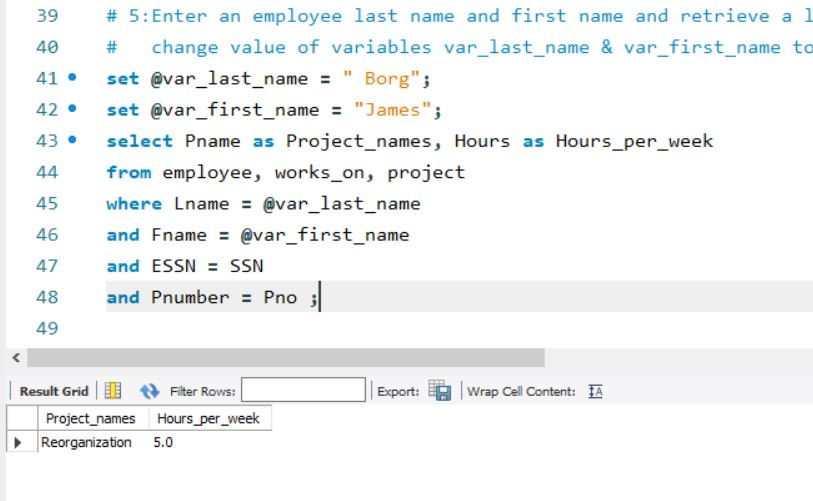 39 # 5:Enter an employee last name and first name and retrieve a l
40 # change value of variables var_last_name & var_first_name to
41 set @var_last_name = " Borg";
42 set @var_first_name = "James";
43 select Pname as Project_names, Hours as Hours_per_week
44 from employee, works_on, project
45 where Lname = @var_last_name
46 and Fname = @var_first_name
47 and ESSN = SSN
48 and Pnumber = Pno ;
49
Result Grid Filter Rows: Export: Wrap Cell Content: IA
Project_names Hours_per_week
Reorganization 5.0